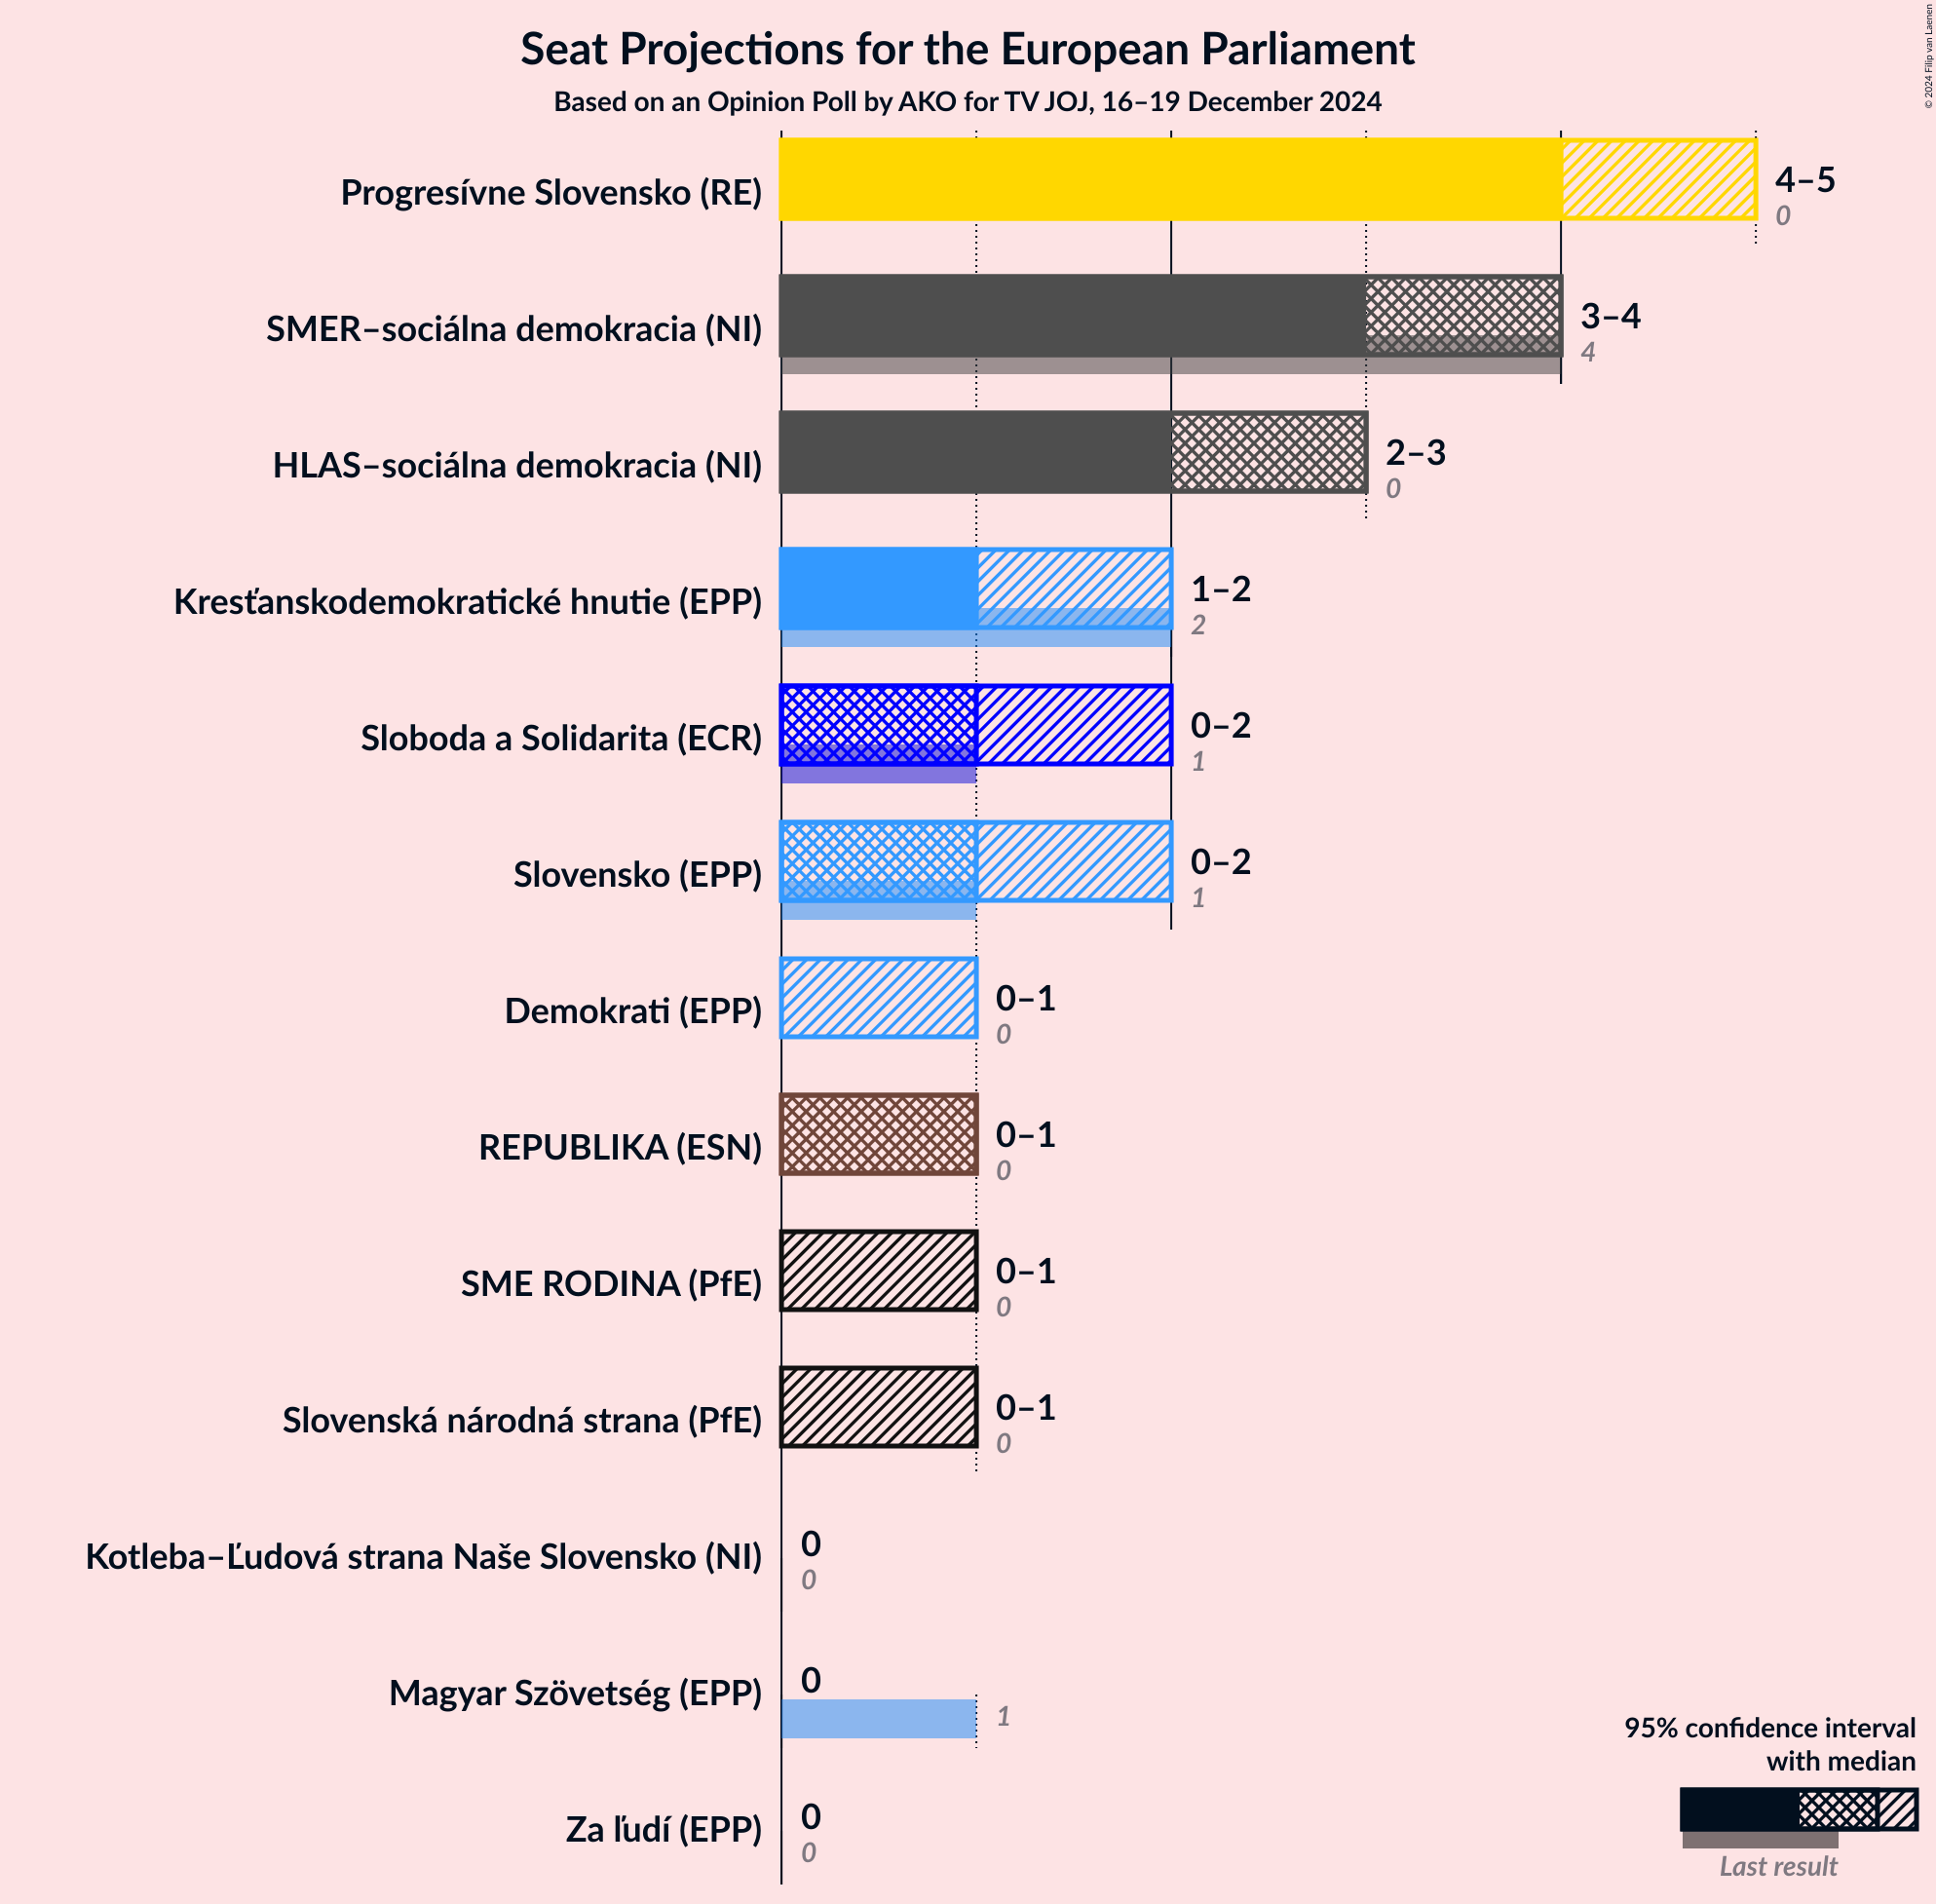 Seat Projections for the European Parliament
Based on an Opinion Poll by AKO for TV JOJ, 16–19 December 2024
© 2024 Filip van Laenen
Progresívne Slovensko (RE)
4–5
0
SMER–sociálna demokracia (NI)
3–4
4
HLAS–sociálna demokracia (NI)
2–3
0
Kresťanskodemokratické hnutie (EPP)
1–2
2
Sloboda a Solidarita (ECR)
0–2
1
Slovensko (EPP)
0–2
1
Demokrati (EPP)
0–1
0
REPUBLIKA (ESN)
0–1
0
SME RODINA (PfE)
0–1
0
Slovenská národná strana (PfE)
0–1
0
Kotleba–Ľudová strana Naše Slovensko (NI)
0
0
Magyar Szövetség (EPP)
0
1
Za ľudí (EPP)
0
0
95% confidence interval
with median
Last result